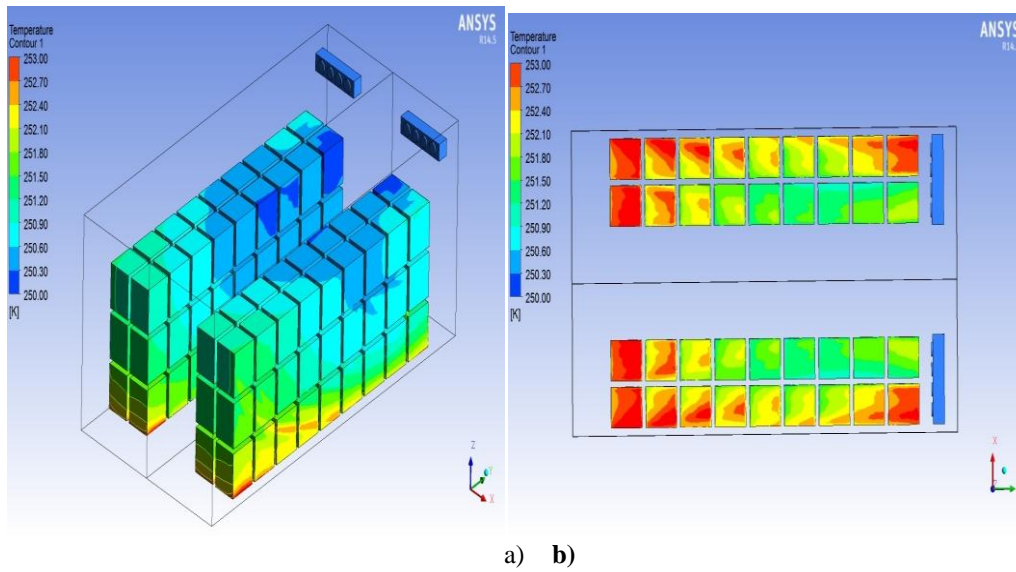 Temperature
Contour 1
253.00
252.70
252.40
252.10
251.80
251.50
251.20
250.90
250.60
250.30
250.00
[K]
ANSYS
R14.5
Z
Y
X
Temperature
Contour 1
253.00
252.70
252.40
252.10
251.80
251.50
251.20
250.90
250.60
250.30
250.00
[K]
ANSYS
X
Z
a) b)